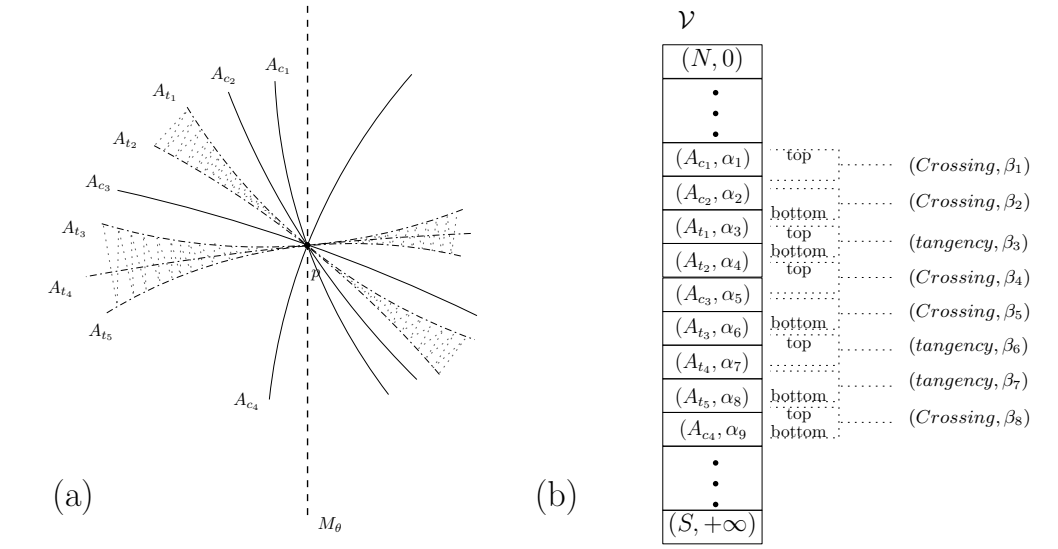 A_{c_1}
A_{c_2}
A_{t_1}
A_{t_2}
A_{c_3}
A_{t_3}
A_{t_4}
A_{t_5}
A_{c_4}
p
M_θ
(a)
𝒱
(N, 0)
(A_{c_1}, α_1)
(A_{c_2}, α_2)
(A_{t_1}, α_3)
(A_{t_2}, α_4)
(A_{c_3}, α_5)
(A_{t_3}, α_6)
(A_{t_4}, α_7)
(A_{t_5}, α_8)
(A_{c_4}, α_9
(S, +∞)
top
bottom
top
bottom
top
bottom
top
bottom
top
bottom
(Crossing, β_1)
(Crossing, β_2)
(tangency, β_3)
(Crossing, β_4)
(Crossing, β_5)
(tangency, β_6)
(tangency, β_7)
(Crossing, β_8)
(b)